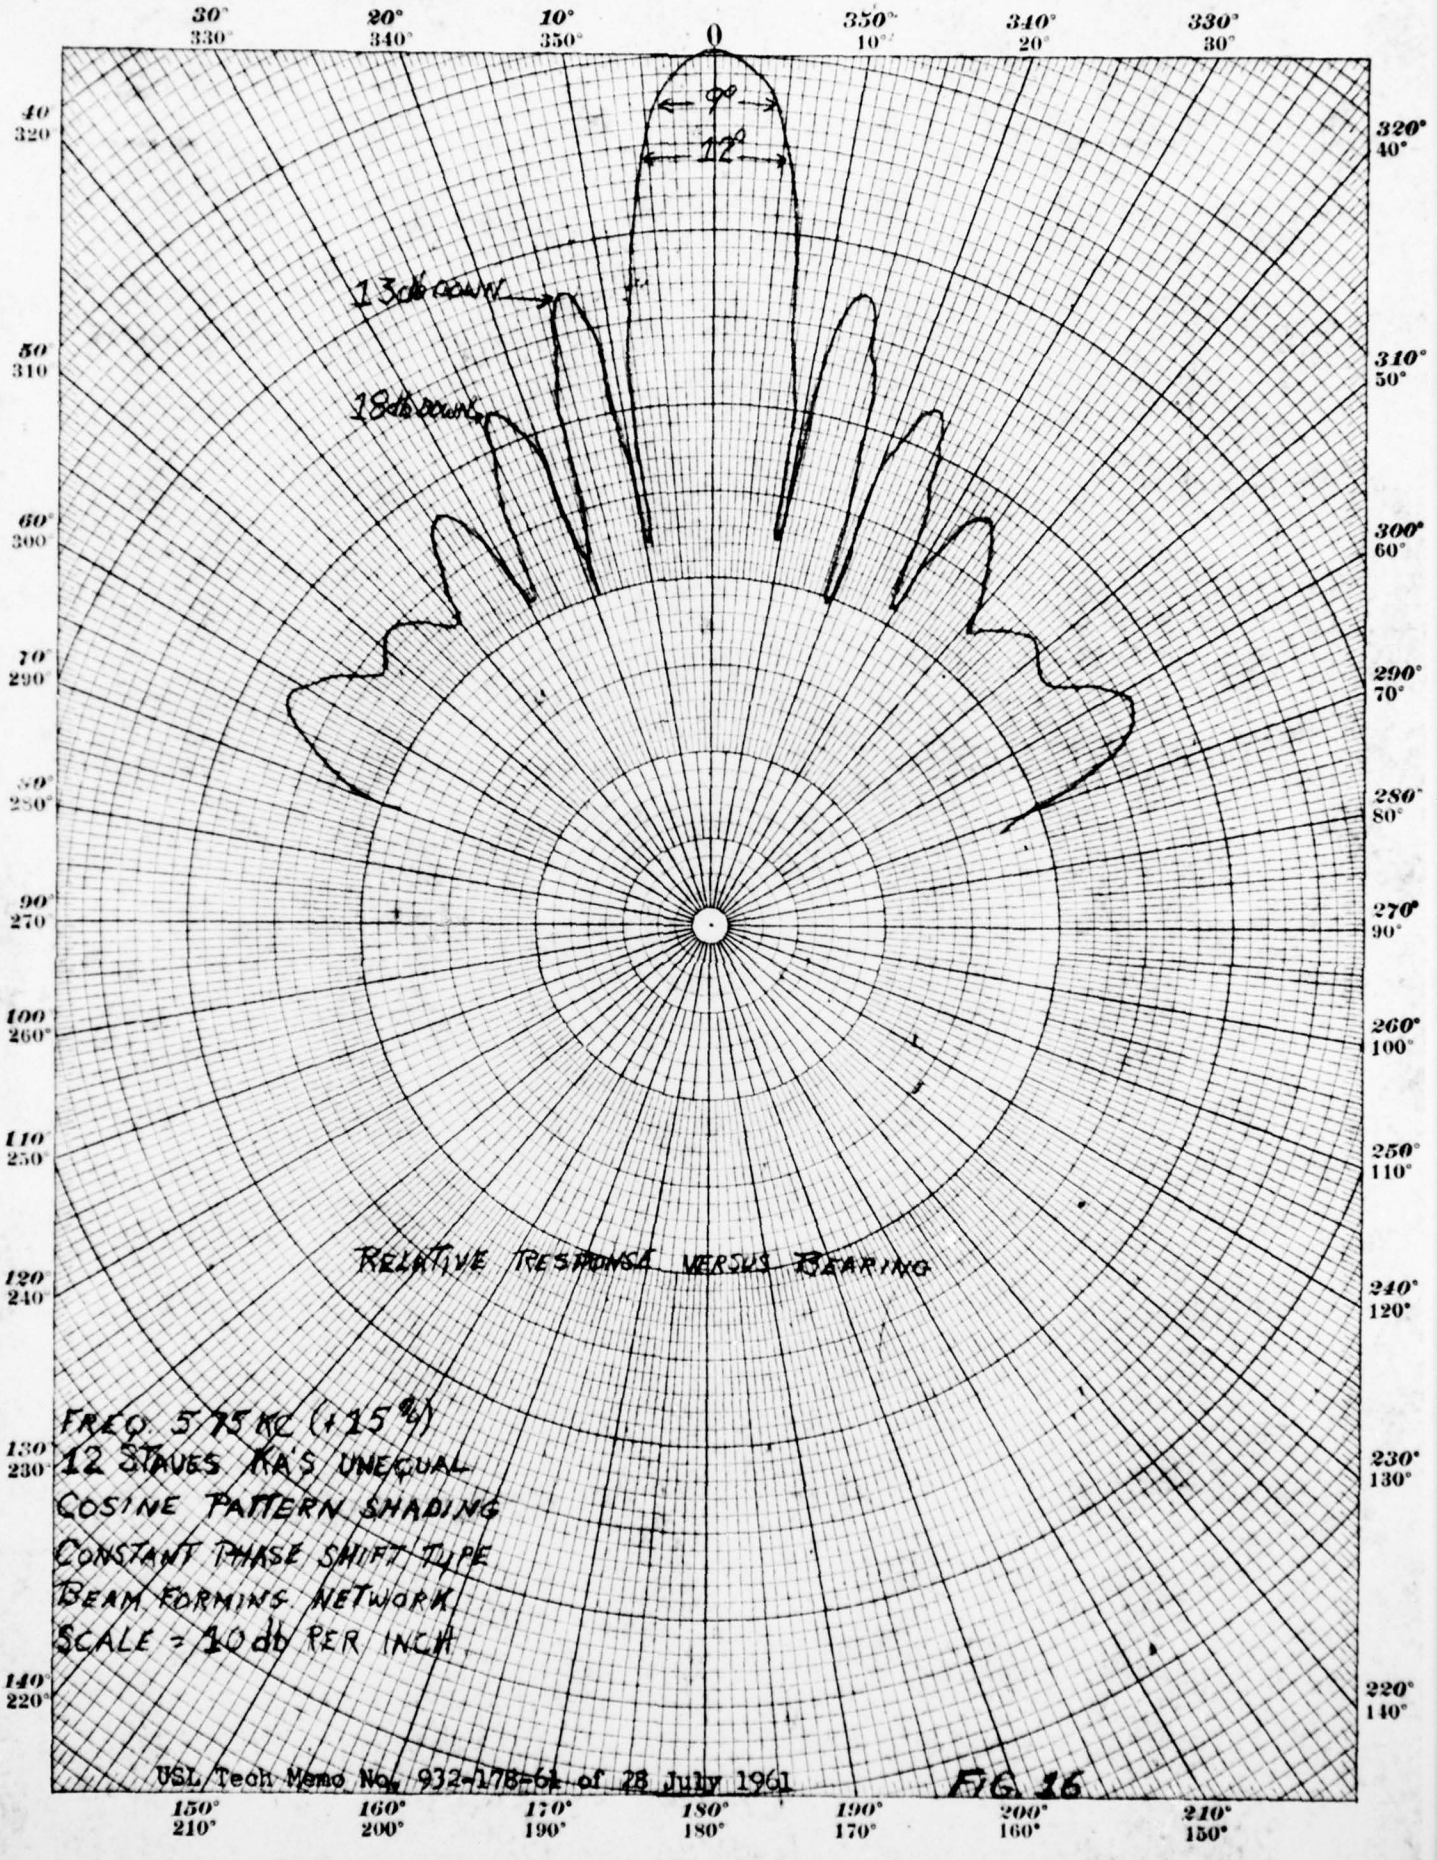 30° 20° 10° 0 350° 340° 330°
330° 340° 350° 10° 20° 30°
9°
40 320° 
320 40°
12°
13db DOWN
50° 310°
310 50°
18db DOWN
60° 300°
300° 60°
70° 290°
290° 70°
80° 280°
280° 80°
90° 270°
270° 90°
100° 260°
260° 100°
110° 250°
250° 110°
RELATIVE RESPONSE VERSUS BEARING
120° 240°
240° 120°
FREQ. 5.75 KC (+15%)
130° 230°
230° 130°
12 STAVES KA'S UNEQUAL
COSINE PATTERN SHADING
CONSTANT PHASE SHIFT TYPE
BEAM FORMING NETWORK
SCALE = 10 db PER INCH
140° 220°
220° 140°
USL Tech Memo No. 932-178-61 of 28 July 1961 FIG. 16
150° 160° 170° 180° 190° 200° 210°
210° 200° 190° 180° 170° 160° 150°